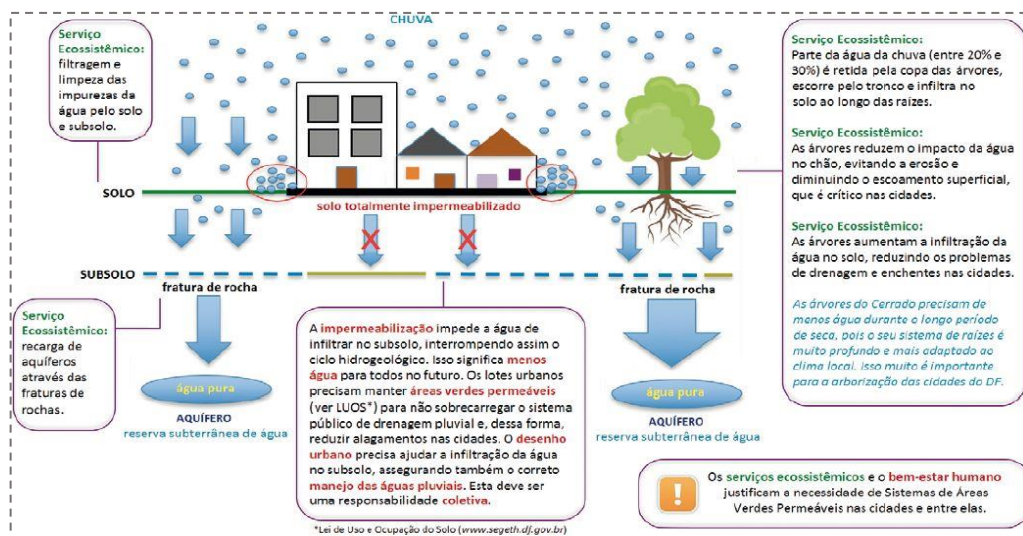 CHUVA
Serviço
Ecossistêmico:
filtragem e
limpeza das
impurezas da
água pelo solo
e subsolo.
SOLO
solo totalmente impermeabilizado
SUBSOLO
fratura de rocha
fratura de rocha
Serviço
Ecossistêmico:
recarga de
aquíferos
através das
fraturas de
rochas.
água pura
AQUÍFERO
reserva subterrânea de água
A impermeabilização impede a água de
infiltrar no subsolo, interrompendo assim o
ciclo hidrogeológico. Isso significa menos
água para todos no futuro. Os lotes urbanos
precisam manter áreas verdes permeáveis
(ver LUOS*) para não sobrecarregar o sistema
público de drenagem pluvial e, dessa forma,
reduzir alagamentos nas cidades. O desenho
urbano precisa ajudar a infiltração da água
no subsolo, assegurando também o correto
manejo das águas pluviais. Esta deve ser
uma responsabilidade coletiva.
*Lei de Uso e Ocupação do Solo (www.segeth.df.gov.br)
água pura
AQUÍFERO
reserva subterrânea de água
Serviço Ecossistêmico:
Parte da água da chuva (entre 20% e
30%) é retida pela copa das árvores,
escorre pelo tronco e infiltra no
solo ao longo das raízes.
Serviço Ecossistêmico:
As árvores reduzem o impacto da água
no chão, evitando a erosão e
diminuindo o escoamento superficial,
que é crítico nas cidades.
Serviço Ecossistêmico:
As árvores aumentam a infiltração da
água no solo, reduzindo os problemas
de drenagem e enchentes nas cidades.
As árvores do Cerrado precisam de
menos água durante o longo período
de seca, pois o seu sistema de raízes é
muito profundo e mais adaptado ao
clima local. Isso muito é importante
para a arborização das cidades do DF.
!
Os serviços ecossistêmicos e o bem-estar humano
justificam a necessidade de Sistemas de Áreas
Verdes Permeáveis nas cidades e entre elas.